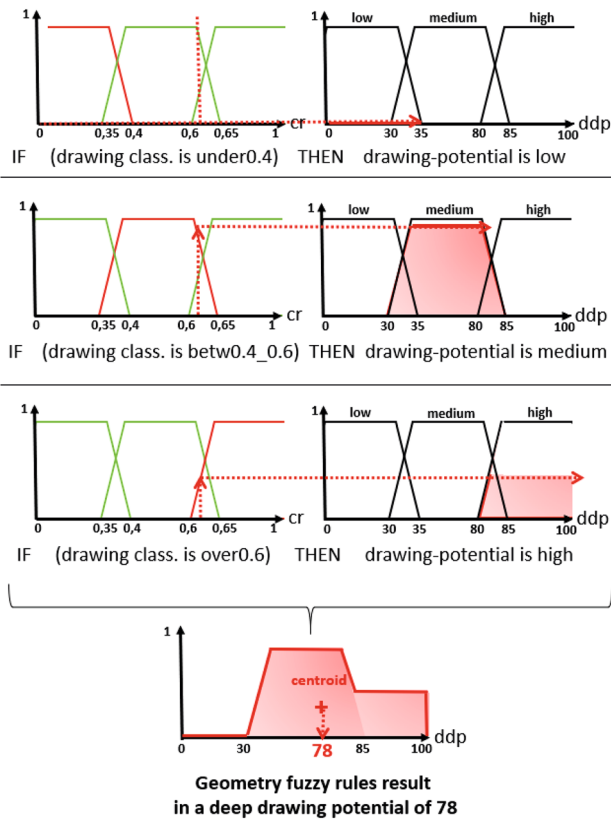 1 1 low medium high
0 0,35 0,4 0,6 0,65 1 cr 0 30 35 80 85 100 ddp
IF (drawing class. is under0.4) THEN drawing-potential is low
1 1 low medium high
0 0,35 0,4 0,6 0,65 1 cr 0 30 35 80 85 100 ddp
IF (drawing class. is betw0.4_0.6) THEN drawing-potential is medium
1 1 low medium high
0 0,35 0,4 0,6 0,65 1 cr 0 30 35 80 85 100 ddp
IF (drawing class. is over0.6) THEN drawing-potential is high
1
centroid
0 30 78 85 100 ddp
Geometry fuzzy rules result
in a deep drawing potential of 78